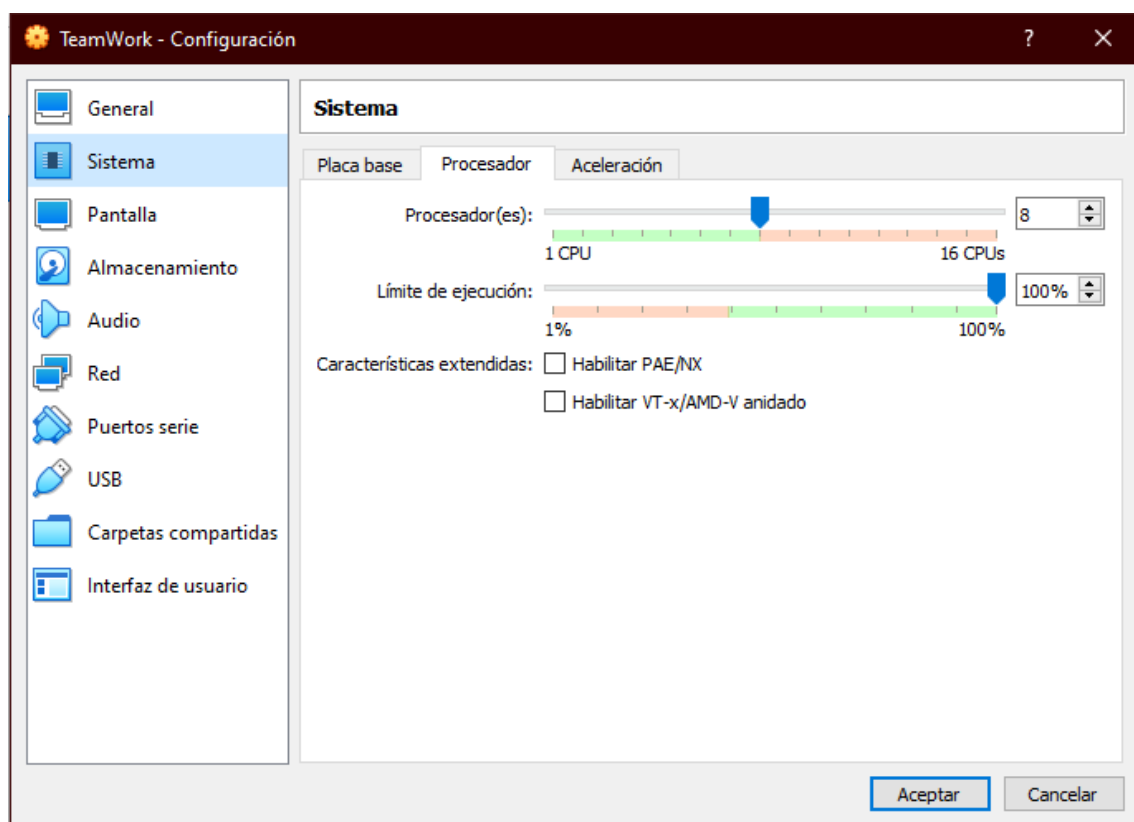 TeamWork - Configuración
General
Sistema
Pantalla
Almacenamiento
Audio
Red
Puertos serie
USB
Carpetas compartidas
Interfaz de usuario
Sistema
Placa base Procesador Aceleración
Procesador(es): 8
1 CPU 16 CPUs
Límite de ejecución: 100%
1% 100%
Características extendidas: Habilitar PAE/NX
Habilitar VT-x/AMD-V anidado
Aceptar Cancelar